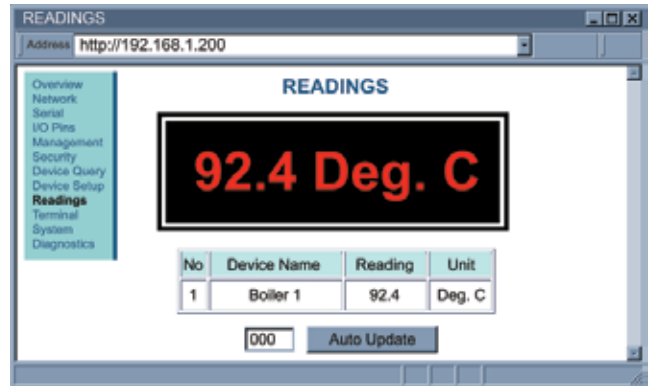 READINGS
Address http://192.168.1.200
Overview
Network
Serial
I/O Pins
Management
Security
Device Query
Device Setup
Readings
Terminal
System
Diagnostics
READINGS
92.4 Deg. C
No Device Name Reading Unit
1 Boiler 1 92.4 Deg. C
000 Auto Update